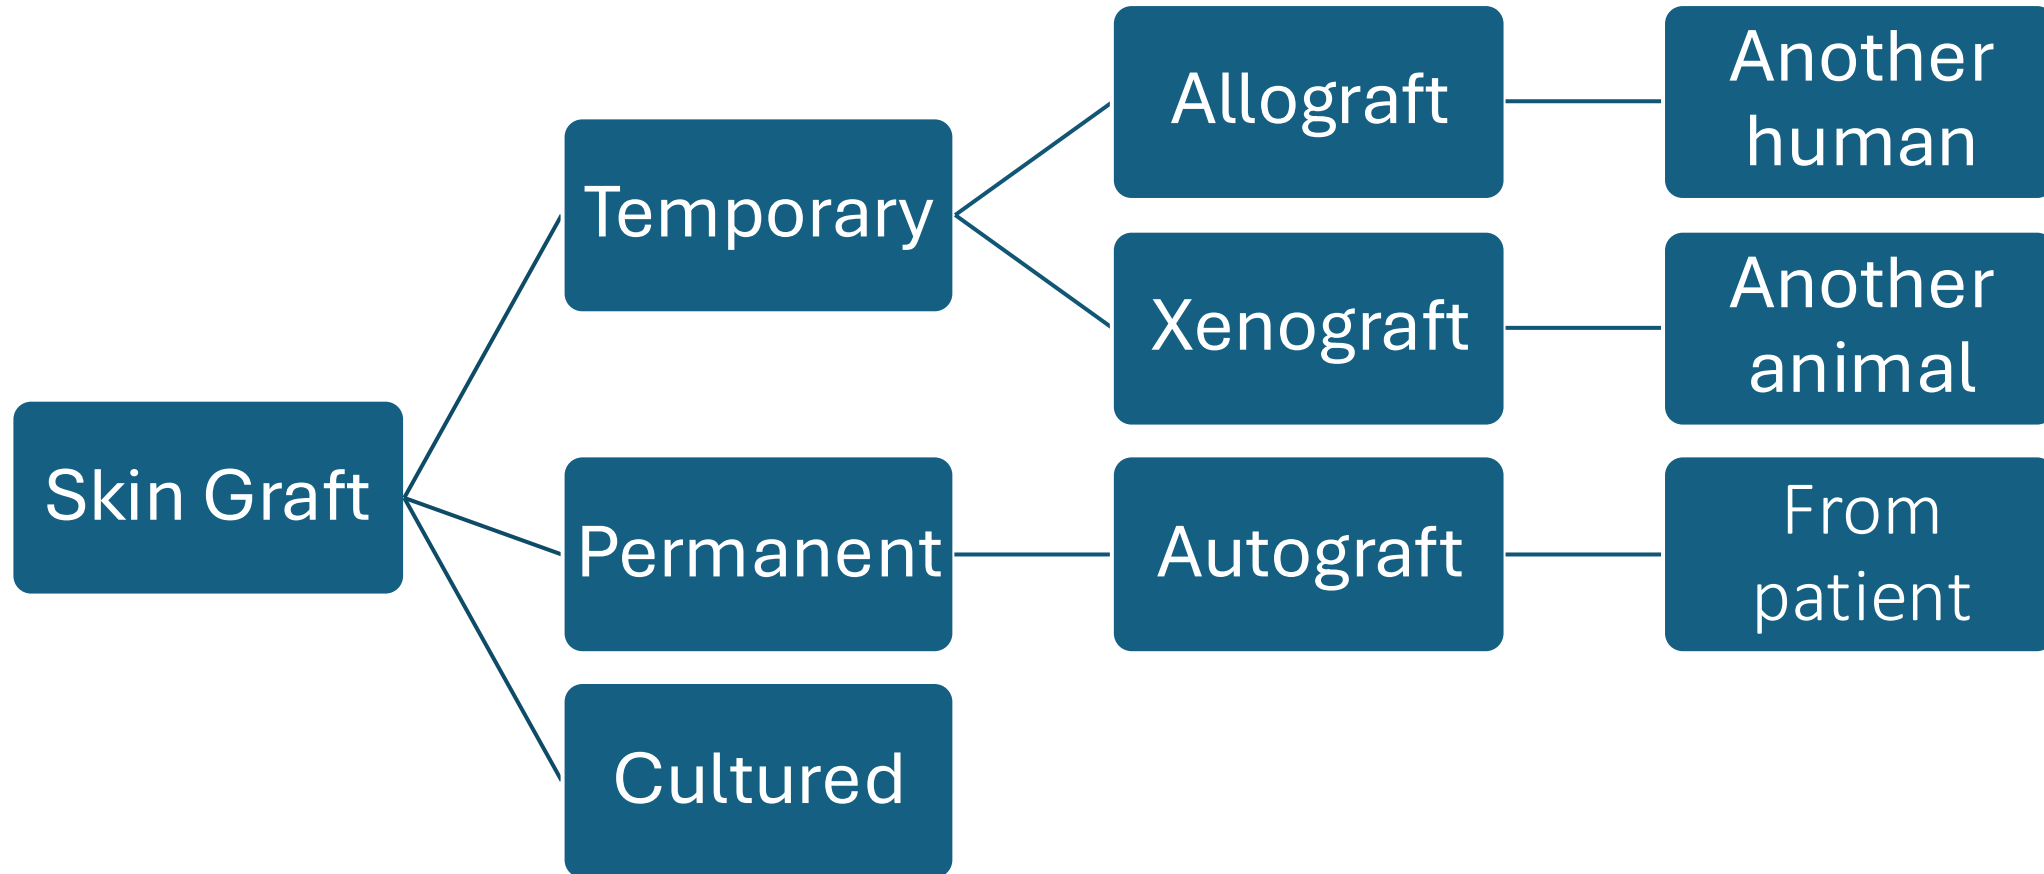 Skin Graft
Temporary
Allograft
Another
human
Xenograft
Another
animal
Permanent
Autograft
From
patient
Cultured